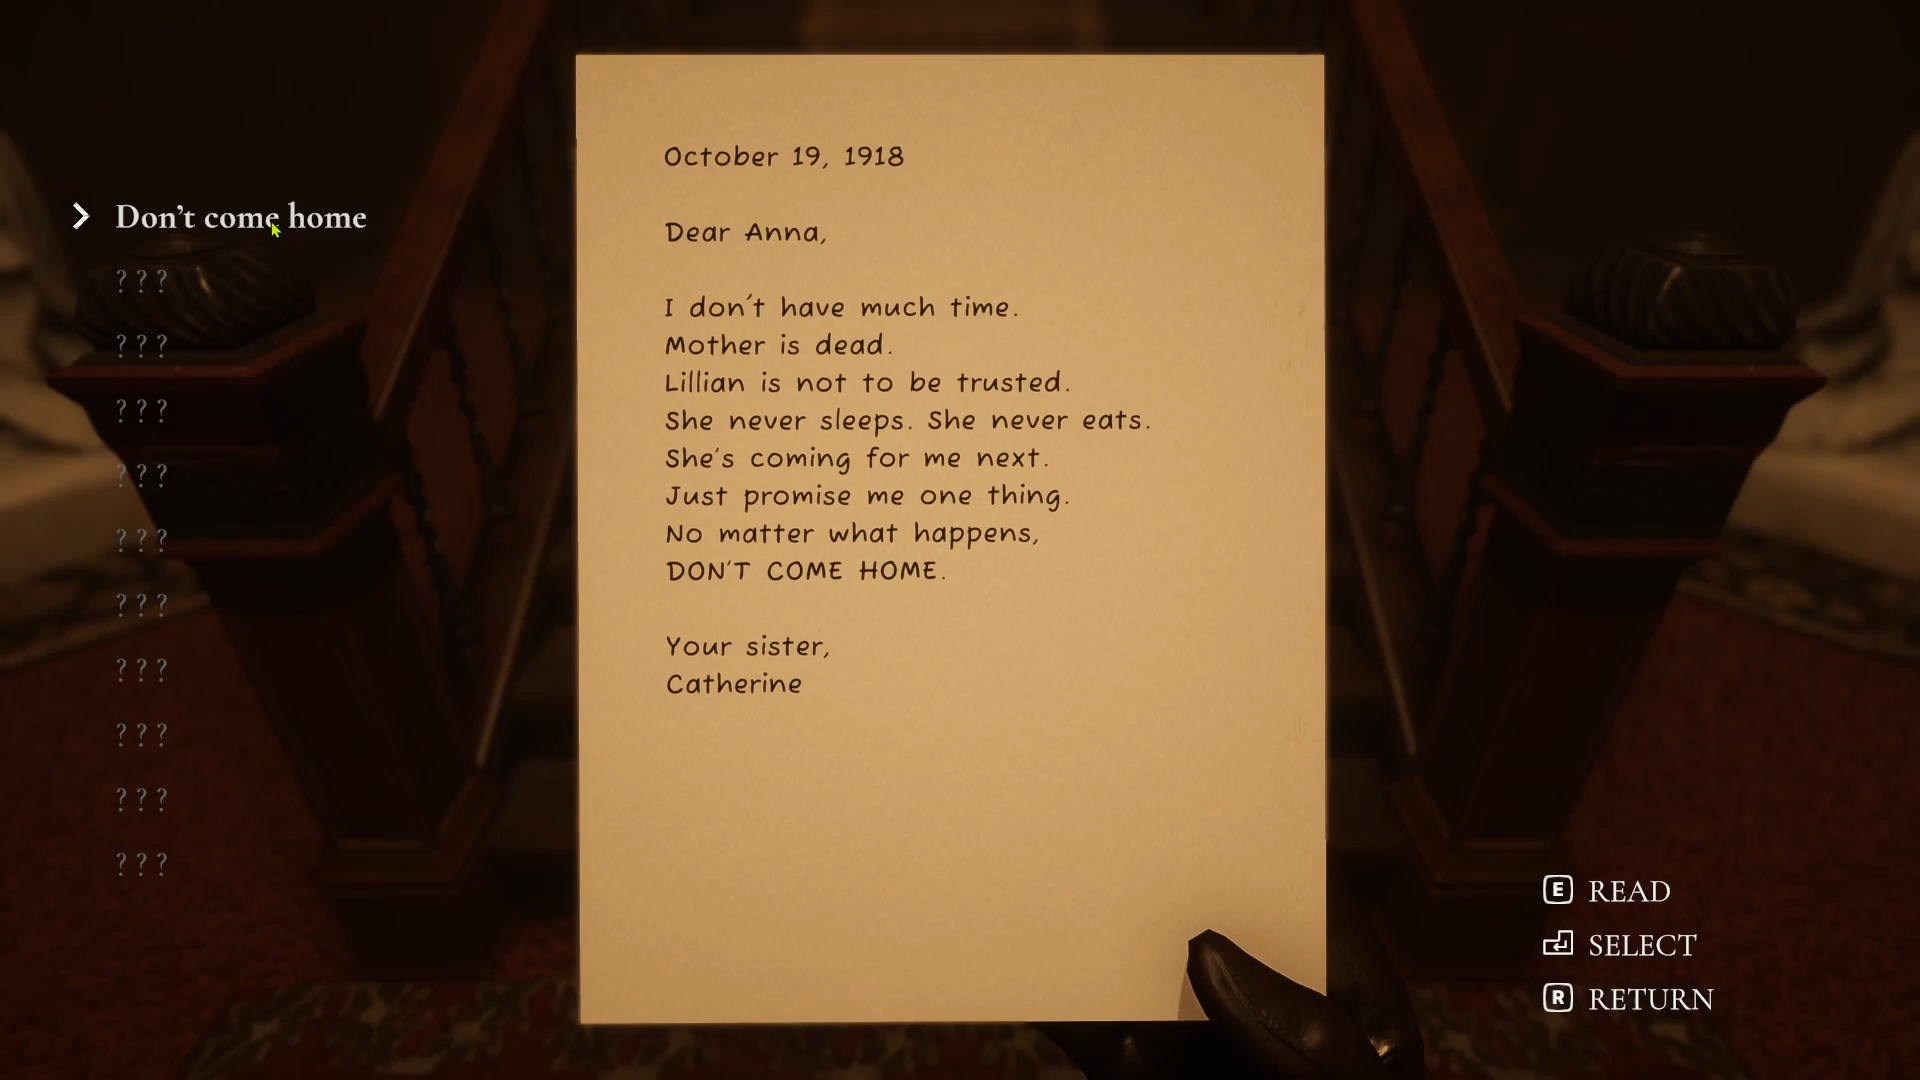 Don't come home
? ? ?
? ? ?
? ? ?
? ? ?
? ? ?
? ? ?
? ? ?
? ? ?
? ? ?
? ? ?
October 19, 1918
Dear Anna,
I don't have much time.
Mother is dead.
Lillian is not to be trusted.
She never sleeps. She never eats.
She's coming for me next.
Just promise me one thing.
No matter what happens,
DON'T COME HOME.
Your sister,
Catherine
E READ
SELECT
R RETURN